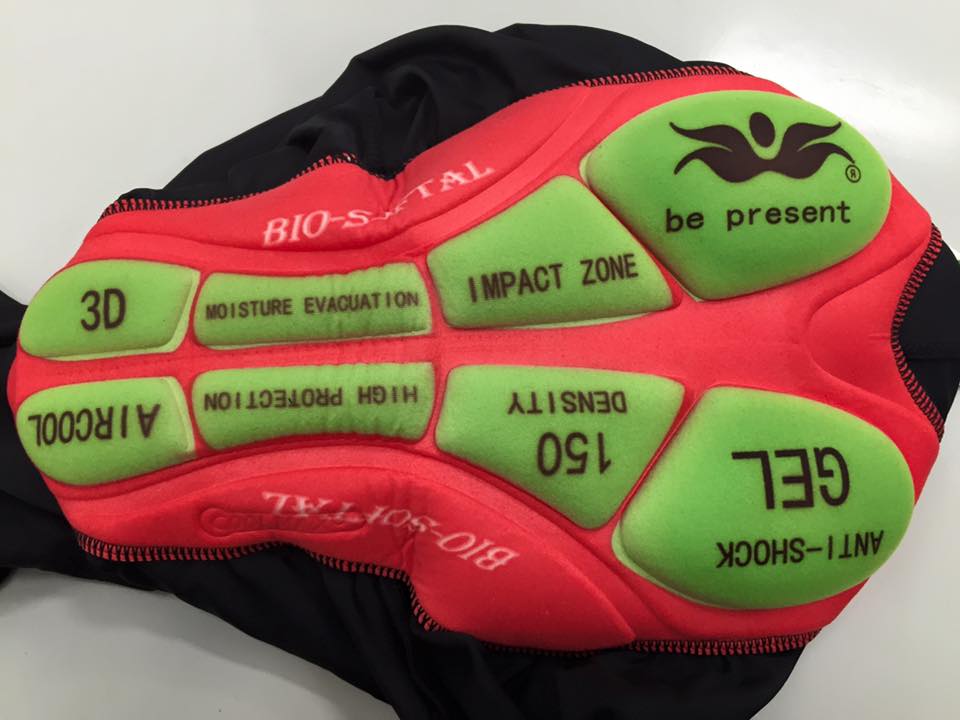 BIO-SOFTAL
®
be present
IMPACT ZONE
MOISTURE EVACUATION
3D
AIRCOOL
HIGH PROTECTION
150
DENSITY
ANTI-SHOCK
GEL
BIO-SOFTAL